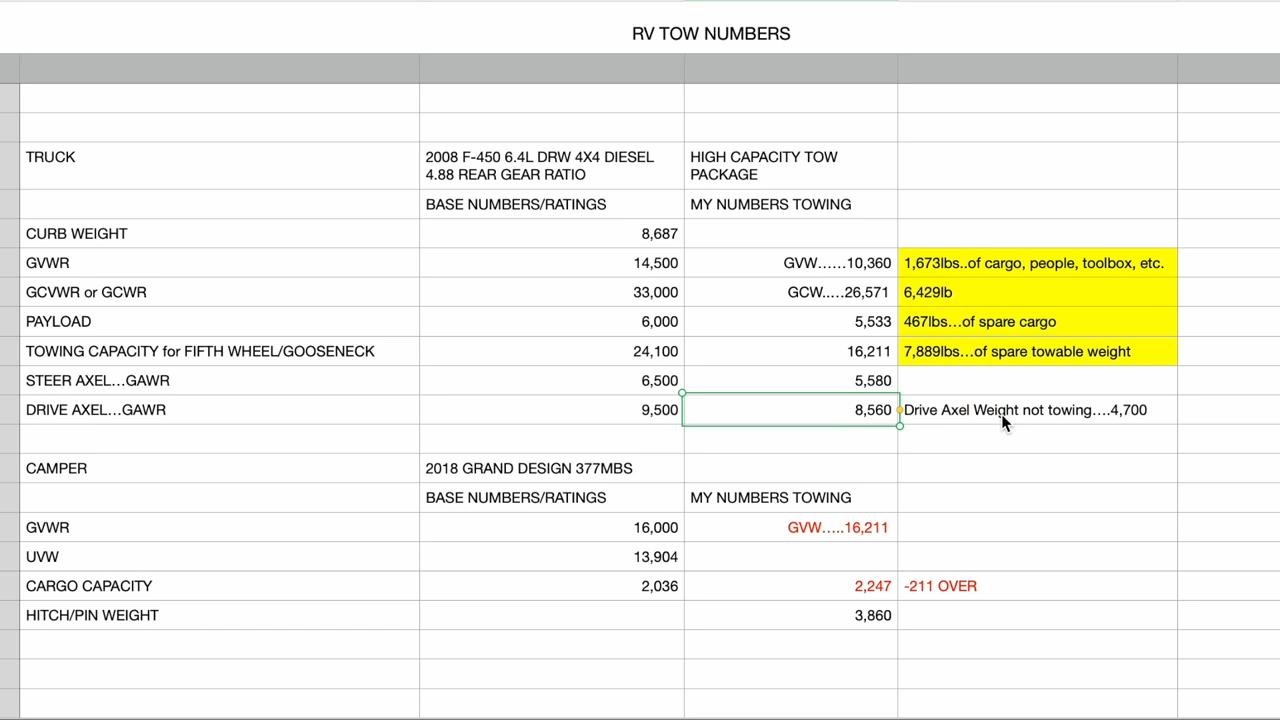 RV TOW NUMBERS
TRUCK
2008 F-450 6.4L DRW 4X4 DIESEL
4.88 REAR GEAR RATIO
HIGH CAPACITY TOW
PACKAGE
BASE NUMBERS/RATINGS
MY NUMBERS TOWING
CURB WEIGHT
8,687
GVWR
14,500
GVW……10,360
1,673lbs..of cargo, people, toolbox, etc.
GCVWR or GCWR
33,000
GCW..…26,571
6,429lb
PAYLOAD
6,000
5,533
467lbs…of spare cargo
TOWING CAPACITY for FIFTH WHEEL/GOOSENECK
24,100
16,211
7,889lbs…of spare towable weight
STEER AXEL…GAWR
6,500
5,580
DRIVE AXEL…GAWR
9,500
8,560
Drive Axel Weight not towing….4,700
CAMPER
2018 GRAND DESIGN 377MBS
BASE NUMBERS/RATINGS
MY NUMBERS TOWING
GVWR
16,000
GVW…..16,211
UVW
13,904
CARGO CAPACITY
2,036
2,247
-211 OVER
HITCH/PIN WEIGHT
3,860